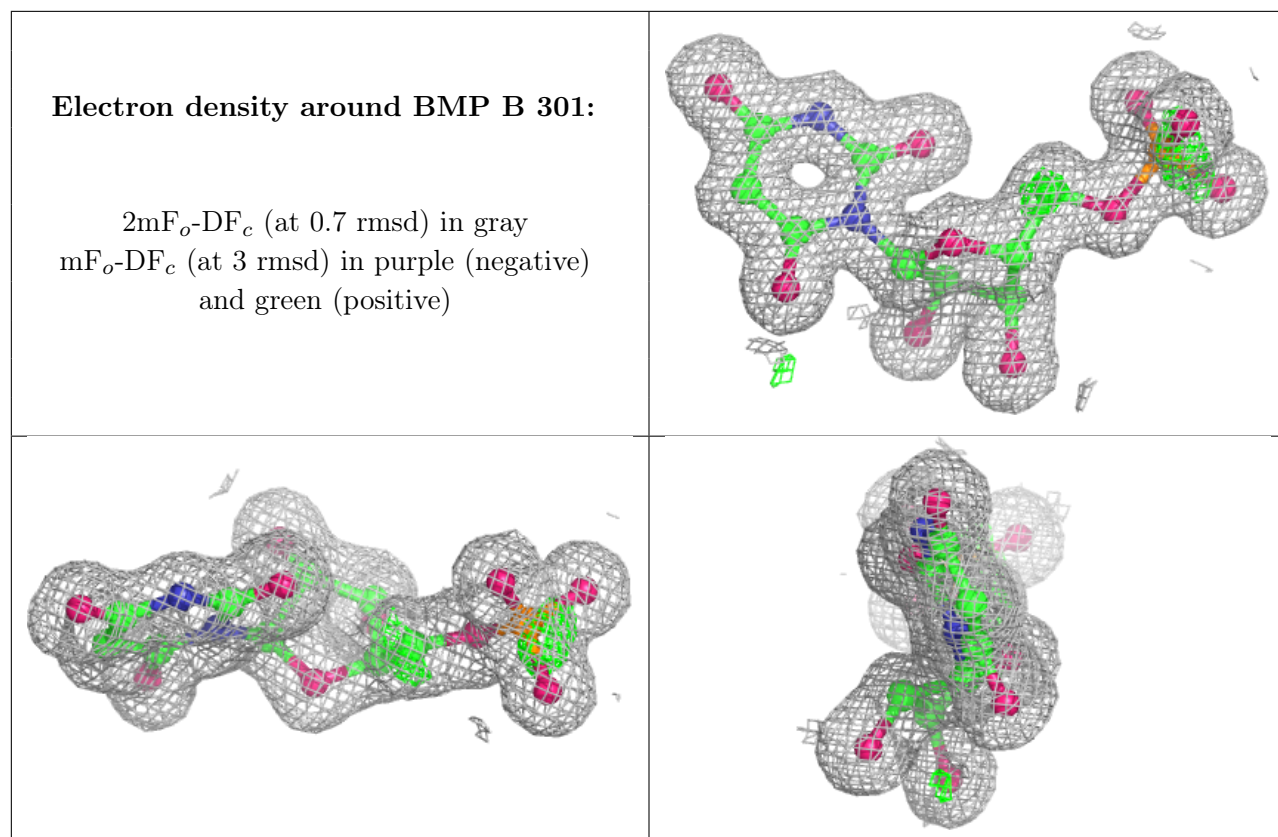 Electron density around BMP B 301:
2mFo-DFc (at 0.7 rmsd) in gray
mFo-DFc (at 3 rmsd) in purple (negative)
and green (positive)